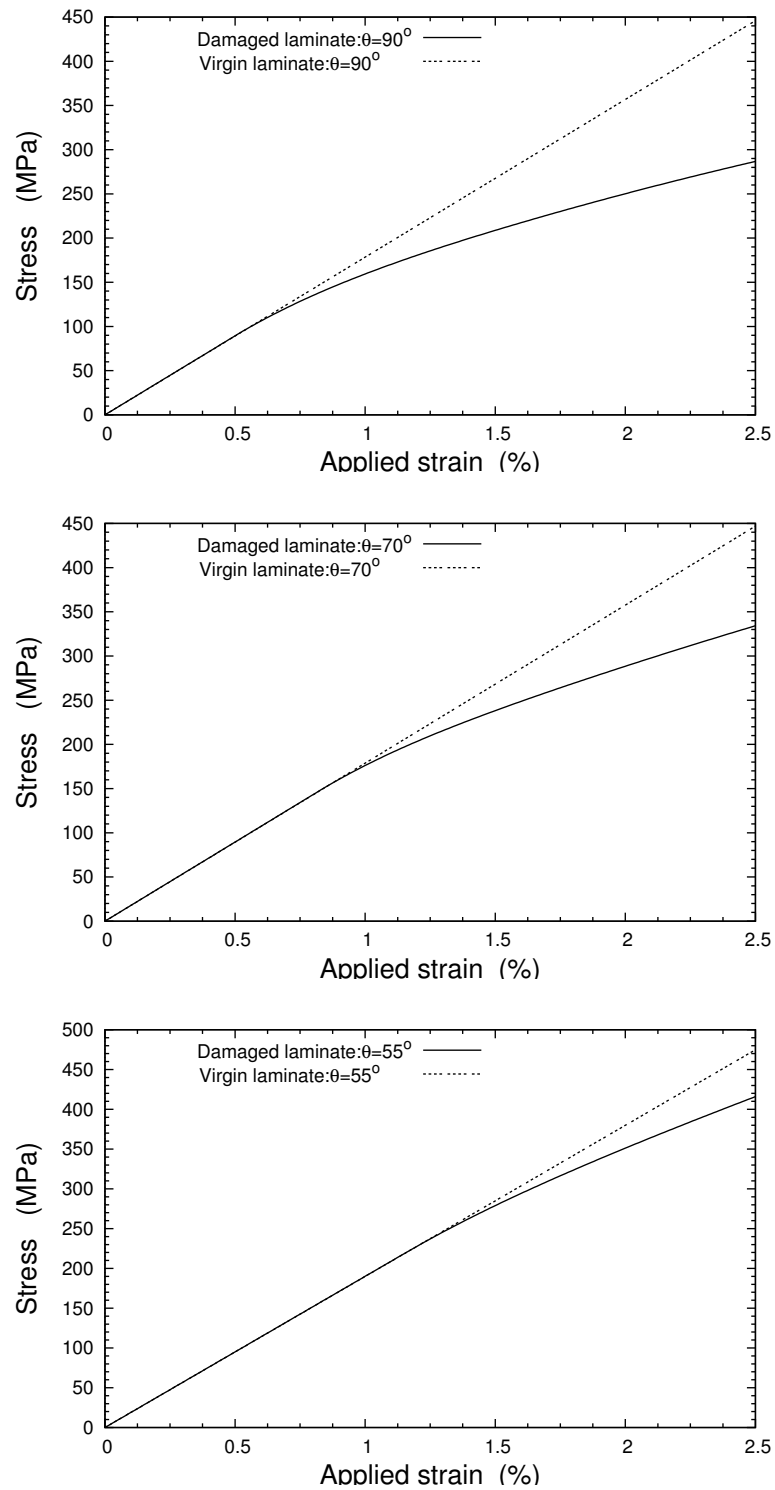 450
400
350
300
250
200
150
100
50
0
Stress (MPa)
Damaged laminate:θ=90°
Virgin laminate:θ=90°
0 0.5 1 1.5 2 2.5
Applied strain (%)
450
400
350
300
250
200
150
100
50
0
Stress (MPa)
Damaged laminate:θ=70°
Virgin laminate:θ=70°
0 0.5 1 1.5 2 2.5
Applied strain (%)
500
450
400
350
300
250
200
150
100
50
0
Stress (MPa)
Damaged laminate:θ=55°
Virgin laminate:θ=55°
0 0.5 1 1.5 2 2.5
Applied strain (%)